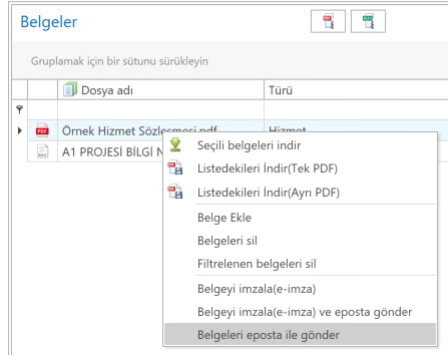 Belgeler
Gruplamak için bir sütunu sürükleyin
Dosya adı
Türü
Örnek Hizmet Sözleşmesi.pdf
Hizmet
A1 PROJESİ BİLGİ
Seçili belgeleri indir
Listedekileri İndir(Tek PDF)
Listedekileri İndir(Ayrı PDF)
Belge Ekle
Belgeleri sil
Filtrelenen belgeleri sil
Belgeyi imzala(e-imza)
Belgeyi imzala(e-imza) ve eposta gönder
Belgeleri eposta ile gönder